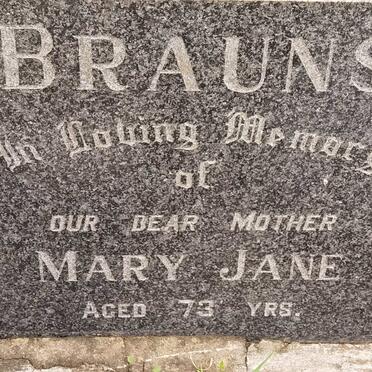 BRAUNS
In Loving Memory
of
OUR DEAR MOTHER
MARY JANE
AGED 73 YRS.